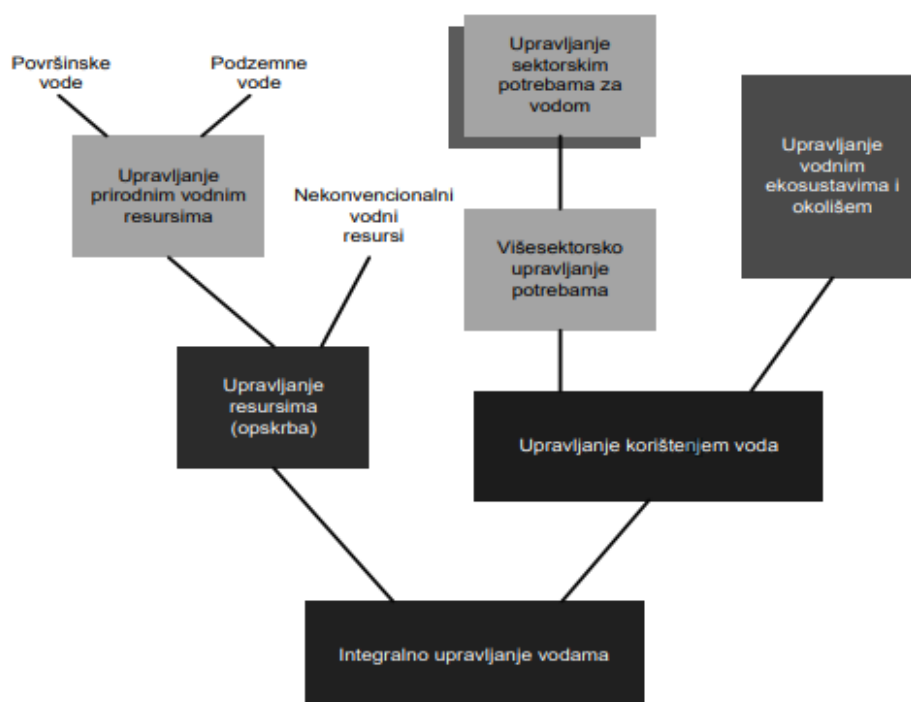 Površinske
vode
Podzemne
vode
Upravljanje
sektorskim
potrebama za
vodom
Upravljanje
vodnim
ekosustavima i
okolišem
Upravljanje
prirodnim vodnim
resursima
Nekonvencionalni
vodni
resursi
Višesektorsko
upravljanje
potrebama
Upravljanje
resursima
(opskrba)
Upravljanje korištenjem voda
Integralno upravljanje vodama